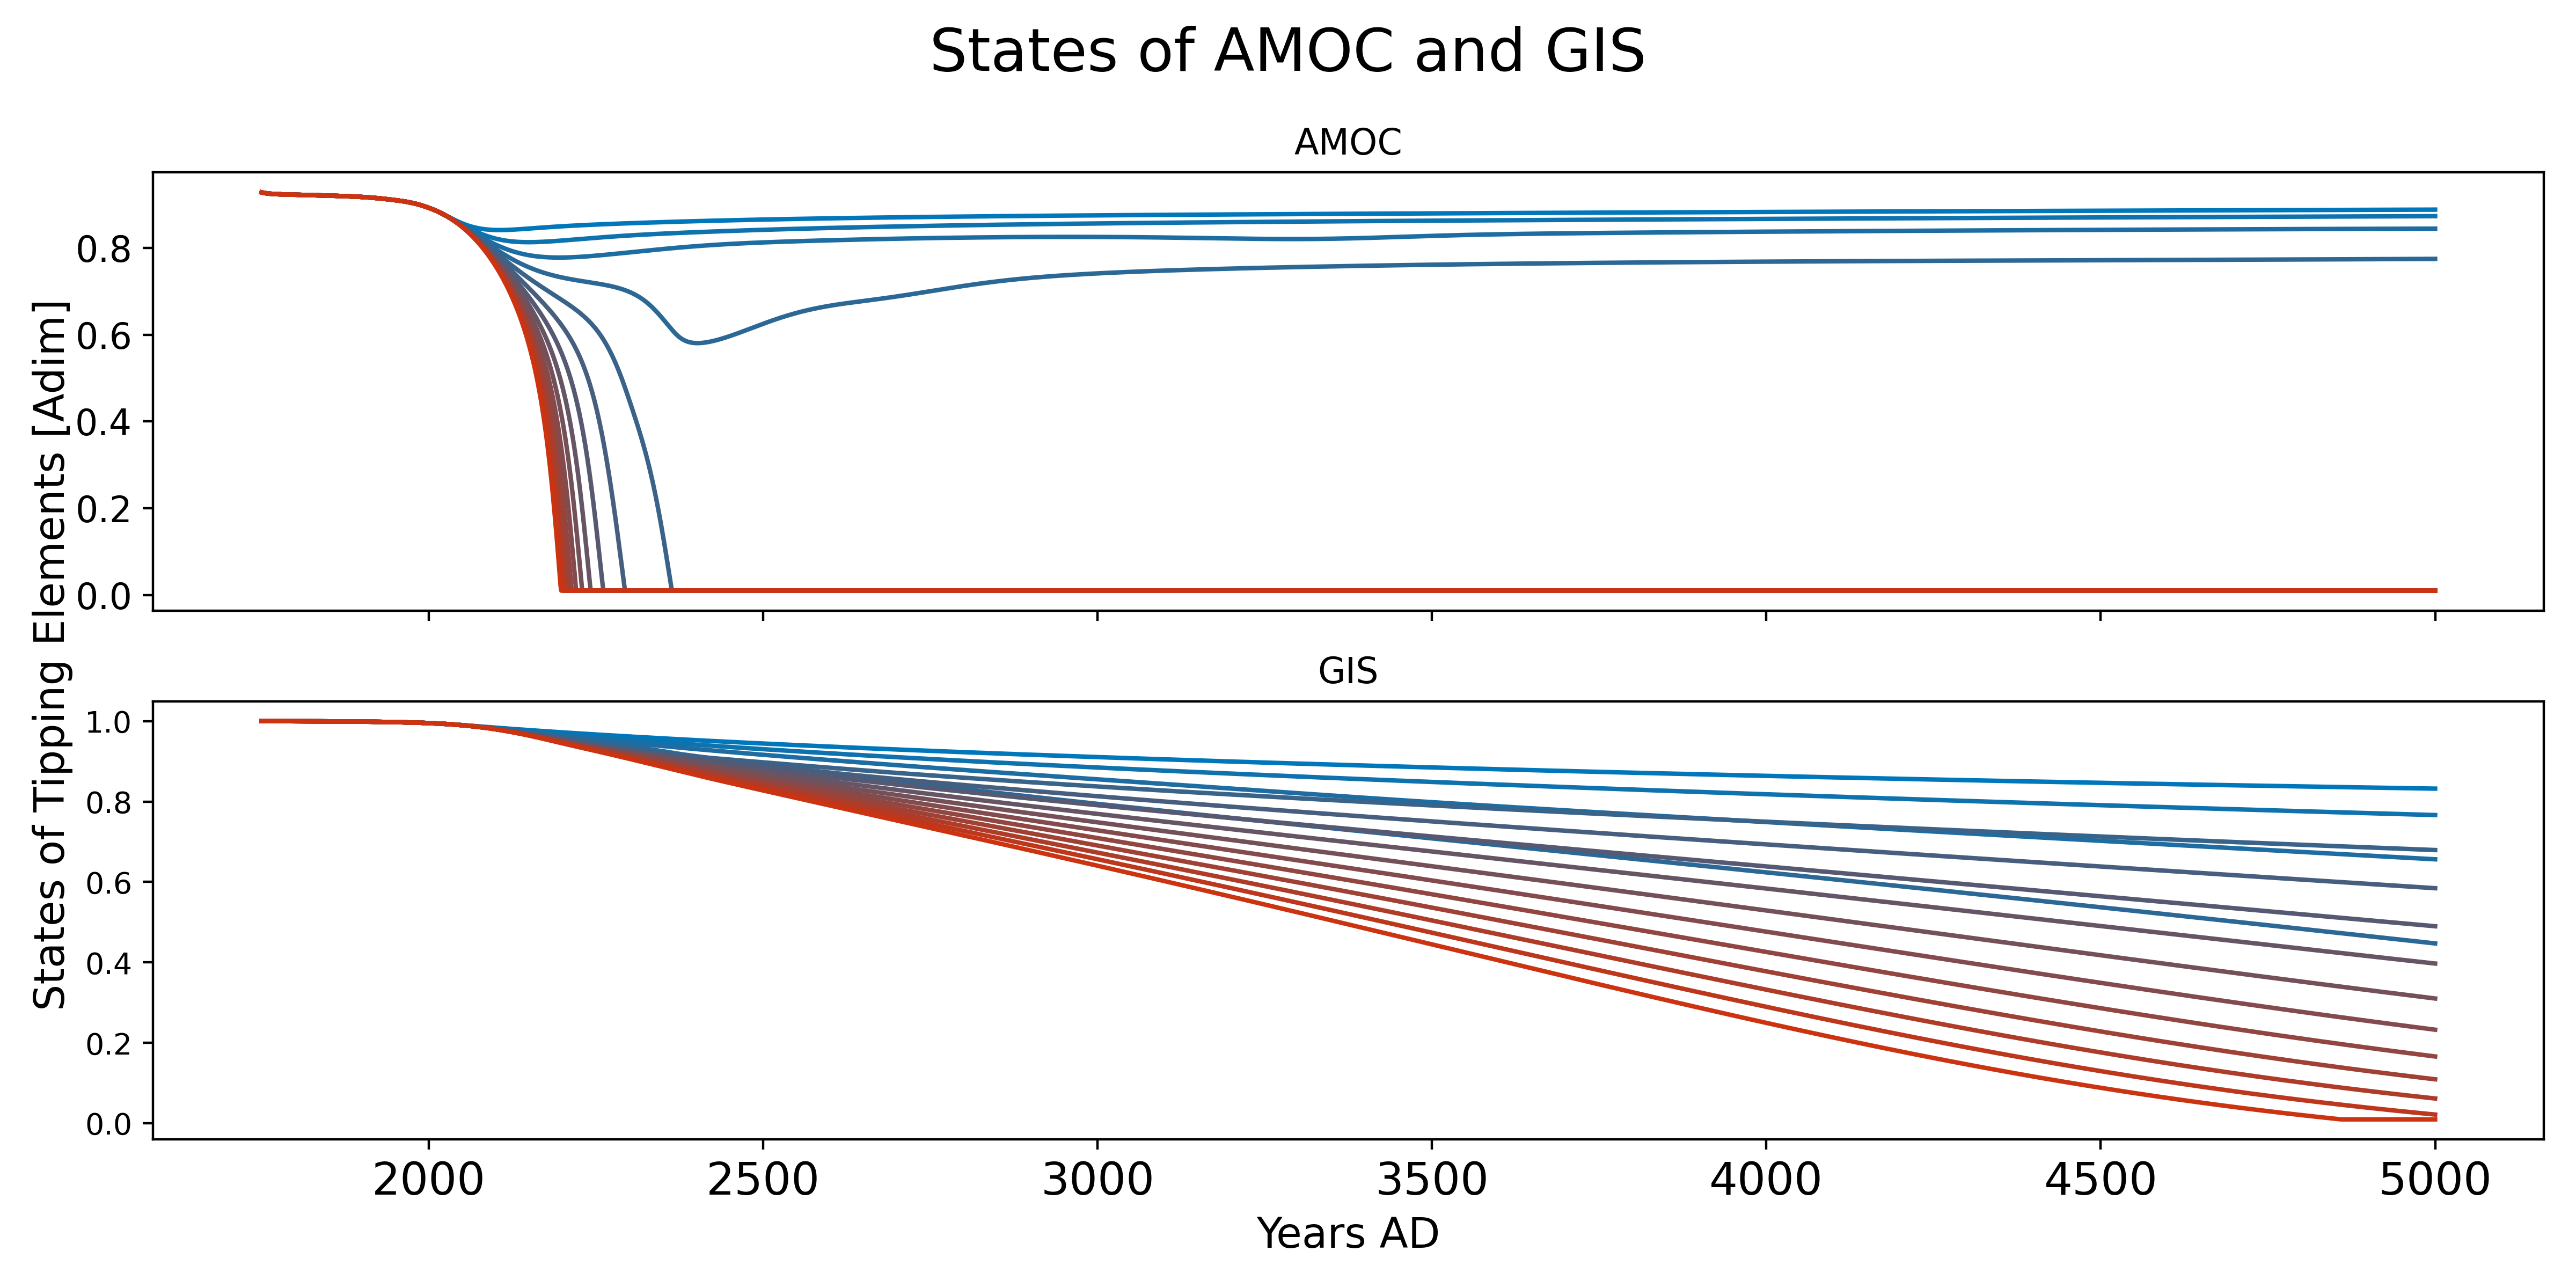 States of AMOC and GIS
AMOC
0.8
0.6
0.4
0.2
0.0
States of Tipping Elements [Adim]
GIS
1.0
0.8
0.6
0.4
0.2
0.0
2000 2500 3000 3500 4000 4500 5000
Years AD